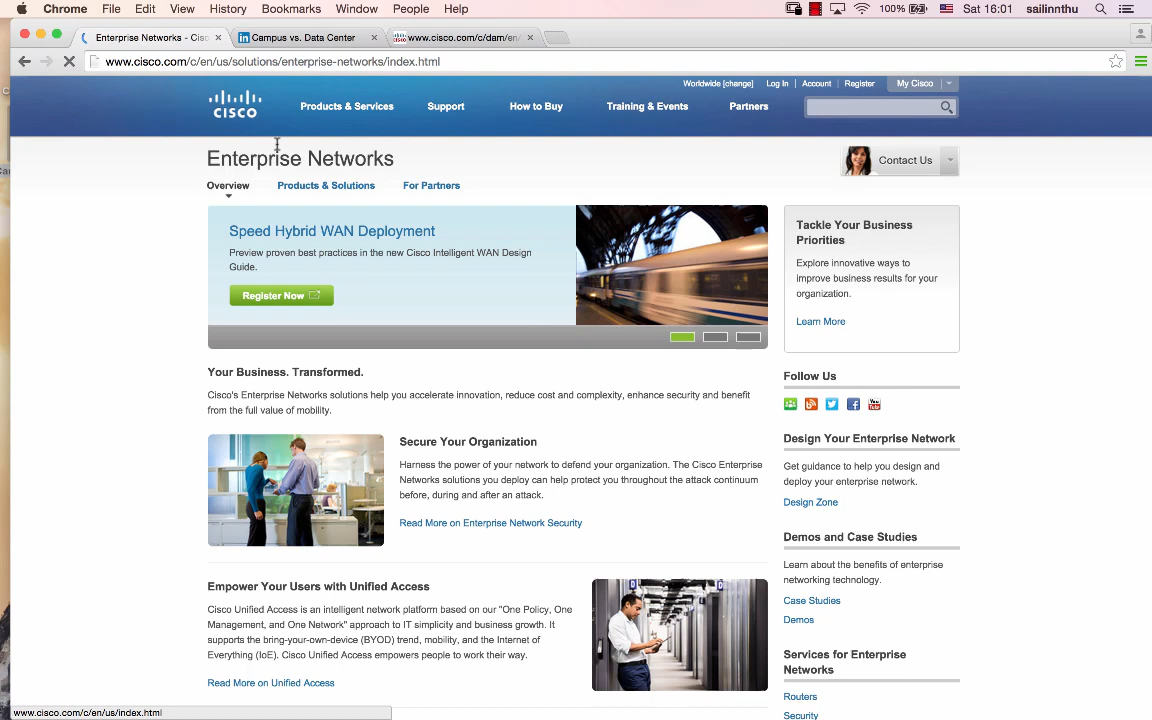 Chrome File Edit View History Bookmarks Window People Help 100% Sat 16:01 sailinnthu
Enterprise Networks - Cisc Campus vs. Data Center www.cisco.com/c/dam/en/
www.cisco.com/c/en/us/solutions/enterprise-networks/index.html
Worldwide [change] Log In Account Register My Cisco
CISCO Products & Services Support How to Buy Training & Events Partners
Enterprise Networks
Contact Us
Overview Products & Solutions For Partners
Speed Hybrid WAN Deployment
Preview proven best practices in the new Cisco Intelligent WAN Design
Guide.
Register Now
Tackle Your Business
Priorities
Explore innovative ways to
improve business results for your
organization.
Learn More
Your Business. Transformed.
Cisco's Enterprise Networks solutions help you accelerate innovation, reduce cost and complexity, enhance security and benefit
from the full value of mobility.
Follow Us
You
Tube
Secure Your Organization
Harness the power of your network to defend your organization. The Cisco Enterprise
Networks solutions you deploy can help protect you throughout the attack continuum
before, during and after an attack.
Read More on Enterprise Network Security
Design Your Enterprise Network
Get guidance to help you design and
deploy your enterprise network.
Design Zone
Demos and Case Studies
Learn about the benefits of enterprise
networking technology.
Case Studies
Demos
Empower Your Users with Unified Access
Cisco Unified Access is an intelligent network platform based on our "One Policy, One
Management, and One Network" approach to IT simplicity and business growth. It
supports the bring-your-own-device (BYOD) trend, mobility, and the Internet of
Everything (IoE). Cisco Unified Access empowers people to work their way.
Read More on Unified Access
D D
Services for Enterprise
Networks
Routers
Security
www.cisco.com/c/en/us/index.html